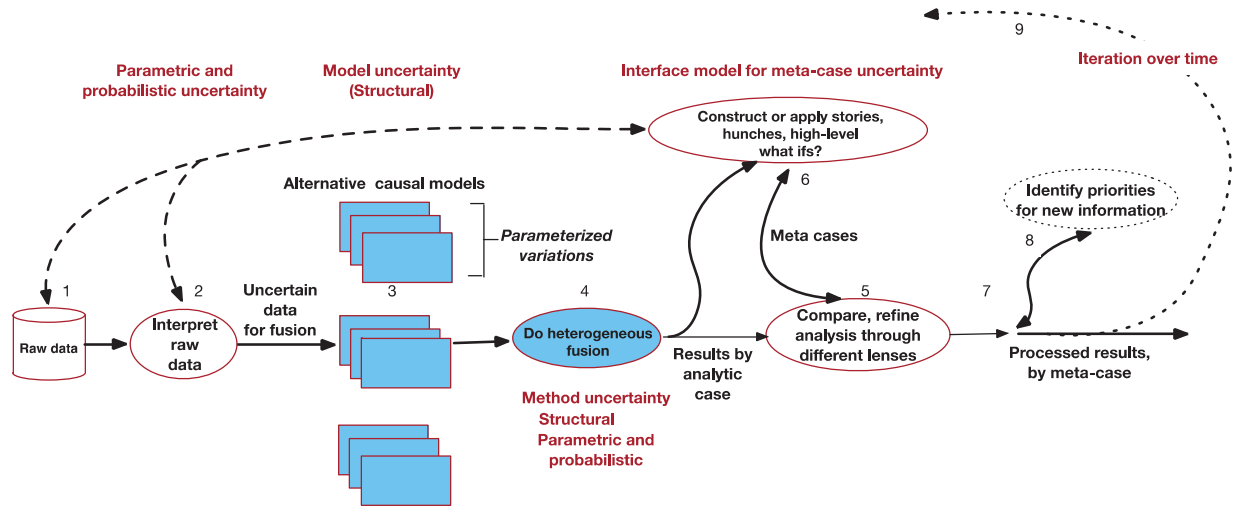 9
Parametric and
probabilistic uncertainty
Model uncertainty
(Structural)
Interface model for meta-case uncertainty
Iteration over time
Construct or apply stories,
hunches, high-level
what ifs?
Alternative causal models
6
Identify priorities
for new information
Parameterized
variations
Meta cases
8
1
2
Uncertain
data
for fusion
3
4
5
7
Raw data
Interpret
raw
data
Do heterogeneous
fusion
Results by
analytic
case
Compare, refine
analysis through
different lenses
Processed results,
by meta-case
Method uncertainty
Structural
Parametric and
probabilistic